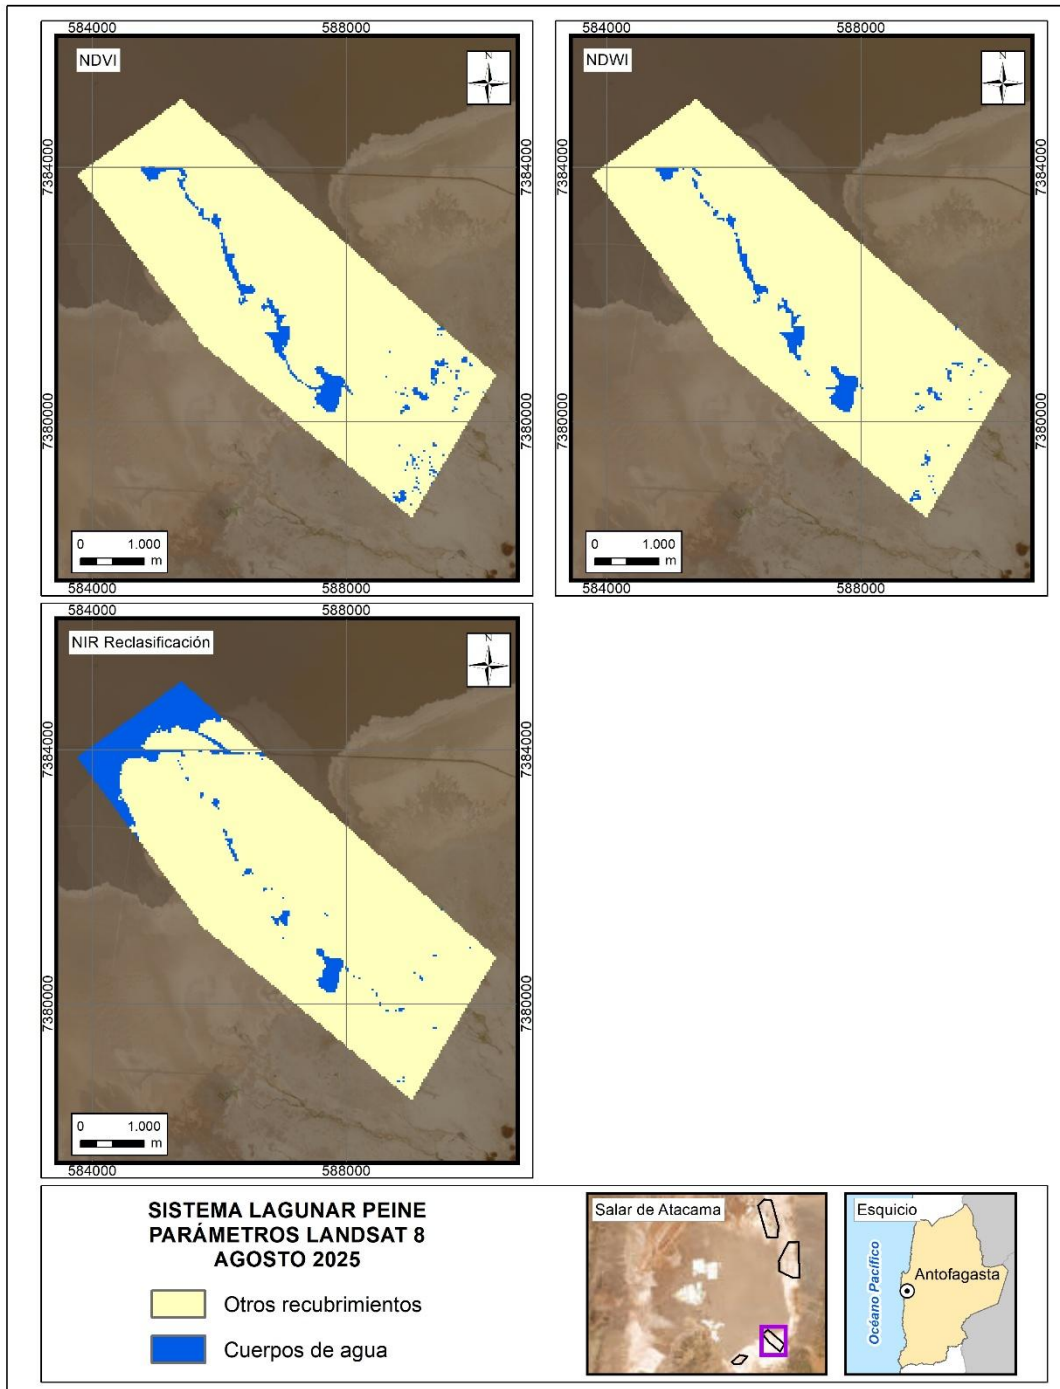 584000 588000
NDVI
N
7384000 7384000
7380000 7380000
0 1.000
m
584000 588000
584000 588000
NDWI
N
7384000 7384000
7380000 7380000
0 1.000
m
584000 588000
584000 588000
NIR Reclasificación
N
7384000 7384000
7380000 7380000
0 1.000
m
584000 588000
SISTEMA LAGUNAR PEINE
PARÁMETROS LANDSAT 8
AGOSTO 2025
Otros recubrimientos
Cuerpos de agua
Salar de Atacama
Esquicio
Océano Pacífico
Antofagasta